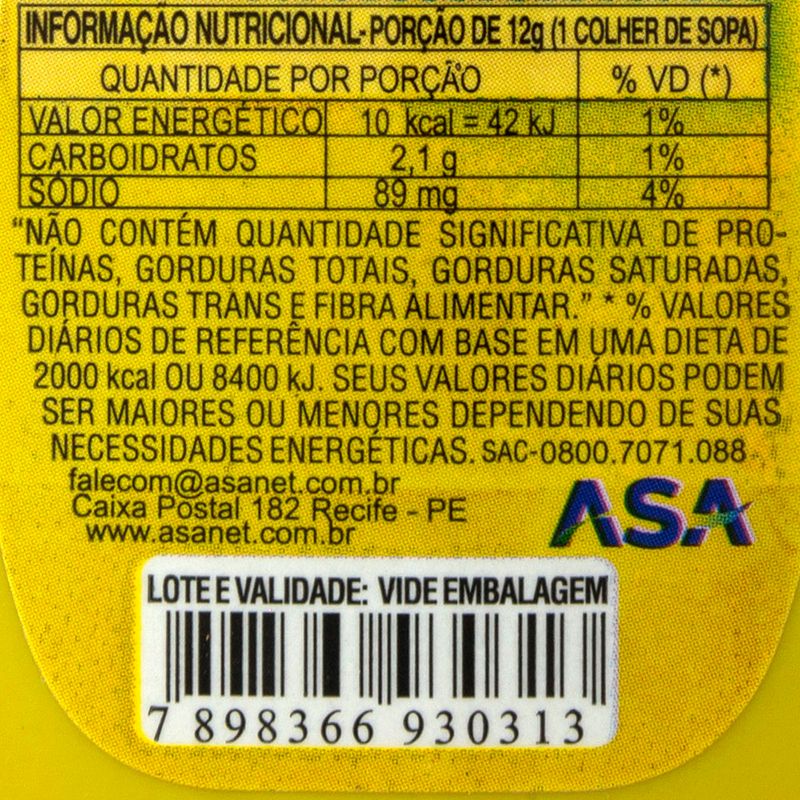 INFORMAÇÃO NUTRICIONAL-PORÇÃO DE 12g (1 COLHER DE SOPA)
QUANTIDADE POR PORÇÃO % VD (*)
VALOR ENERGÉTICO 10 kcal = 42 kJ 1%
CARBOIDRATOS 2,1 g 1%
SÓDIO 89 mg 4%
“NÃO CONTÉM QUANTIDADE SIGNIFICATIVA DE PRO-
TEÍNAS, GORDURAS TOTAIS, GORDURAS SATURADAS,
GORDURAS TRANS E FIBRA ALIMENTAR.” * % VALORES
DIÁRIOS DE REFERÊNCIA COM BASE EM UMA DIETA DE
2000 kcal OU 8400 kJ. SEUS VALORES DIÁRIOS PODEM
SER MAIORES OU MENORES DEPENDENDO DE SUAS
NECESSIDADES ENERGÉTICAS. SAC-0800.7071.088
falecom@asanet.com.br
Caixa Postal 182 Recife - PE
www.asanet.com.br
ASA
LOTE E VALIDADE: VIDE EMBALAGEM
7 898366 930313